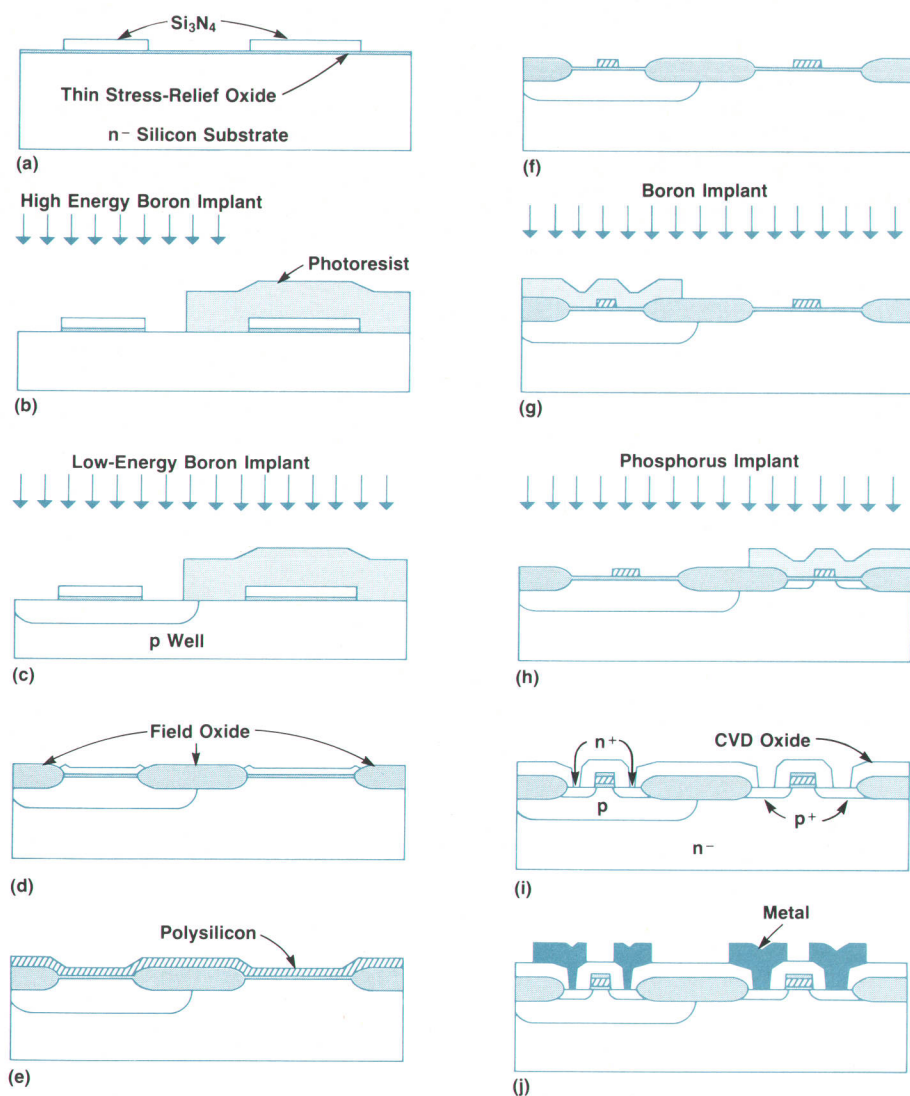 Si₃N₄
Thin Stress-Relief Oxide
n⁻ Silicon Substrate
(a)
High Energy Boron Implant
Photoresist
(b)
Low-Energy Boron Implant
p Well
(c)
Field Oxide
(d)
Polysilicon
(e)
(f)
Boron Implant
(g)
Phosphorus Implant
(h)
n⁺
CVD Oxide
p
p⁺
n⁻
(i)
Metal
(j)